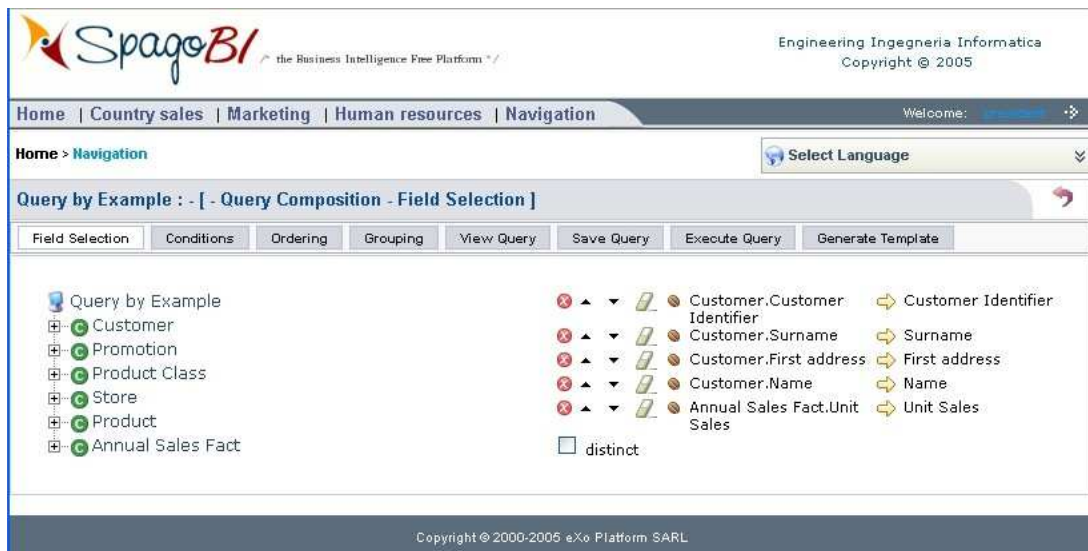 SpagoBI /* the Business Intelligence Free Platform */
Engineering Ingegneria Informatica
Copyright @ 2005
Home | Country sales | Marketing | Human resources | Navigation
Welcome:
Home > Navigation
Select Language
Query by Example : - [ - Query Composition - Field Selection ]
Field Selection Conditions Ordering Grouping View Query Save Query Execute Query Generate Template
Query by Example
Customer
Promotion
Product Class
Store
Product
Annual Sales Fact
Customer.Customer Identifier Customer Identifier
Customer.Surname Surname
Customer.First address First address
Customer.Name Name
Annual Sales Fact.Unit Sales Unit Sales
distinct
Copyright © 2000-2005 eXo Platform SARL